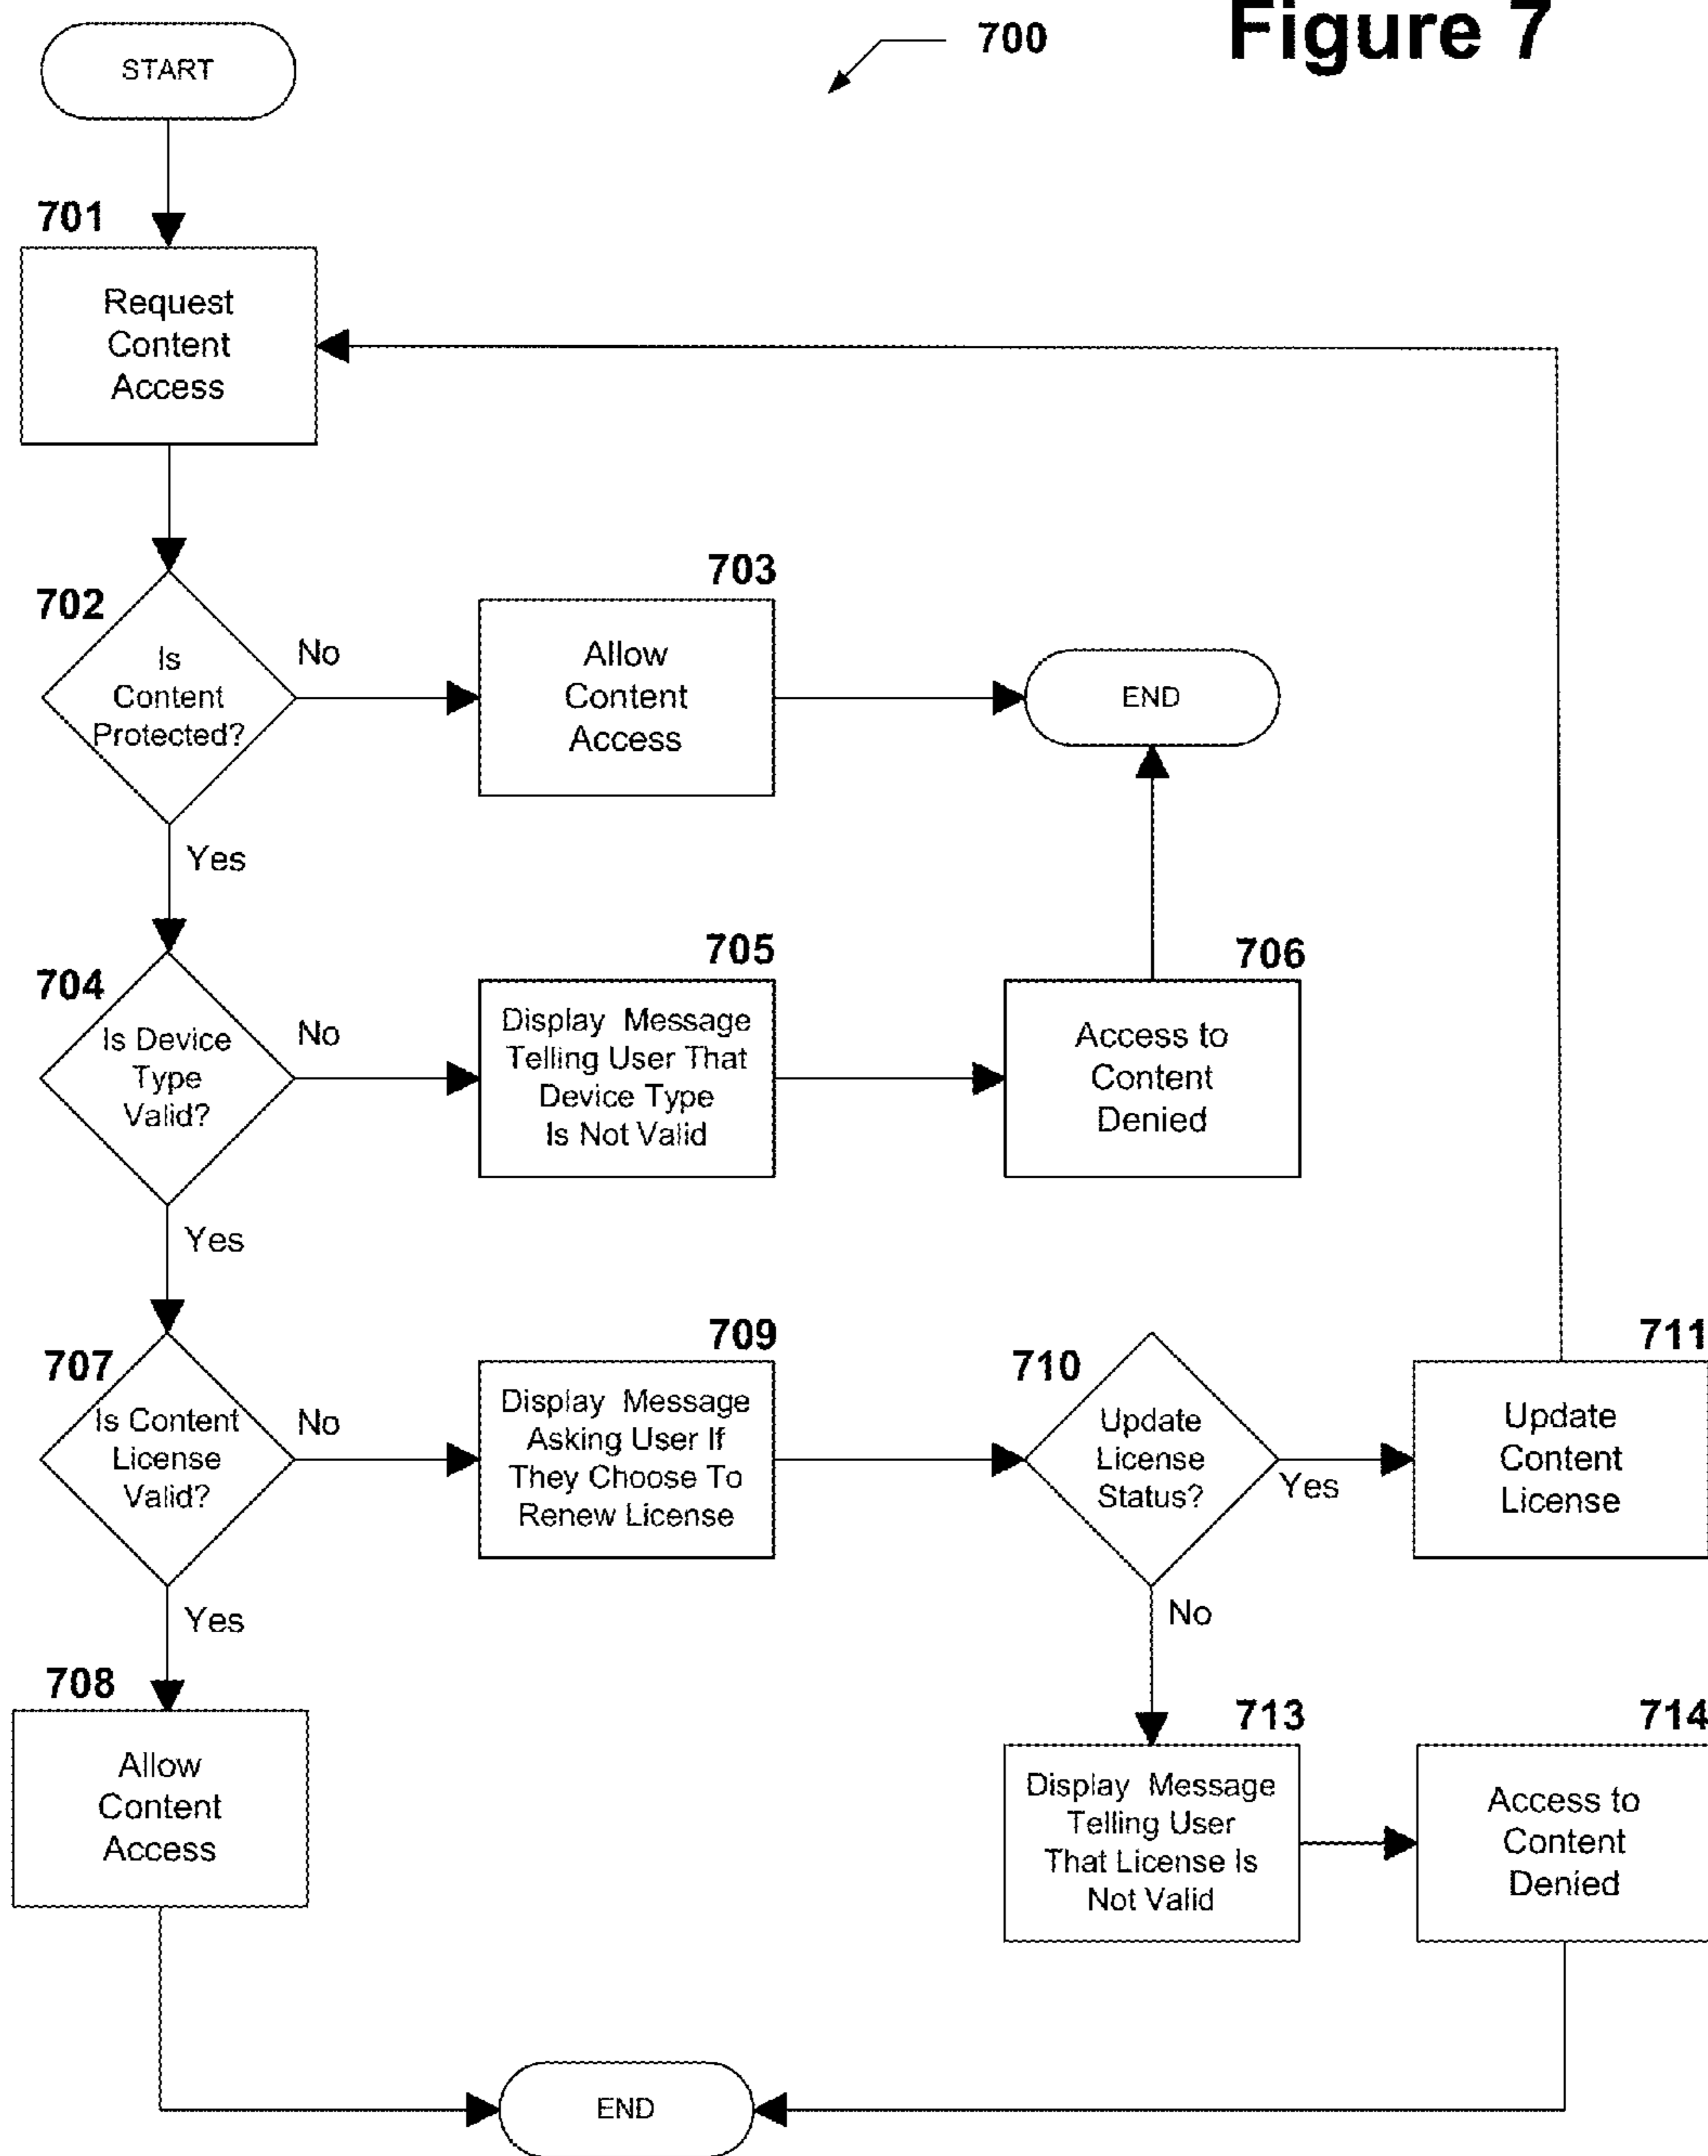 Figure 7
700
START
701
Request
Content
Access
702
Is
Content
Protected?
No
Yes
703
Allow
Content
Access
END
704
Is Device
Type
Valid?
No
Yes
705
Display Message
Telling User That
Device Type
Is Not Valid
706
Access to
Content
Denied
707
Is Content
License
Valid?
No
Yes
709
Display Message
Asking User If
They Choose To
Renew License
710
Update
License
Status?
Yes
No
711
Update
Content
License
708
Allow
Content
Access
713
Display Message
Telling User
That License Is
Not Valid
714
Access to
Content
Denied
END